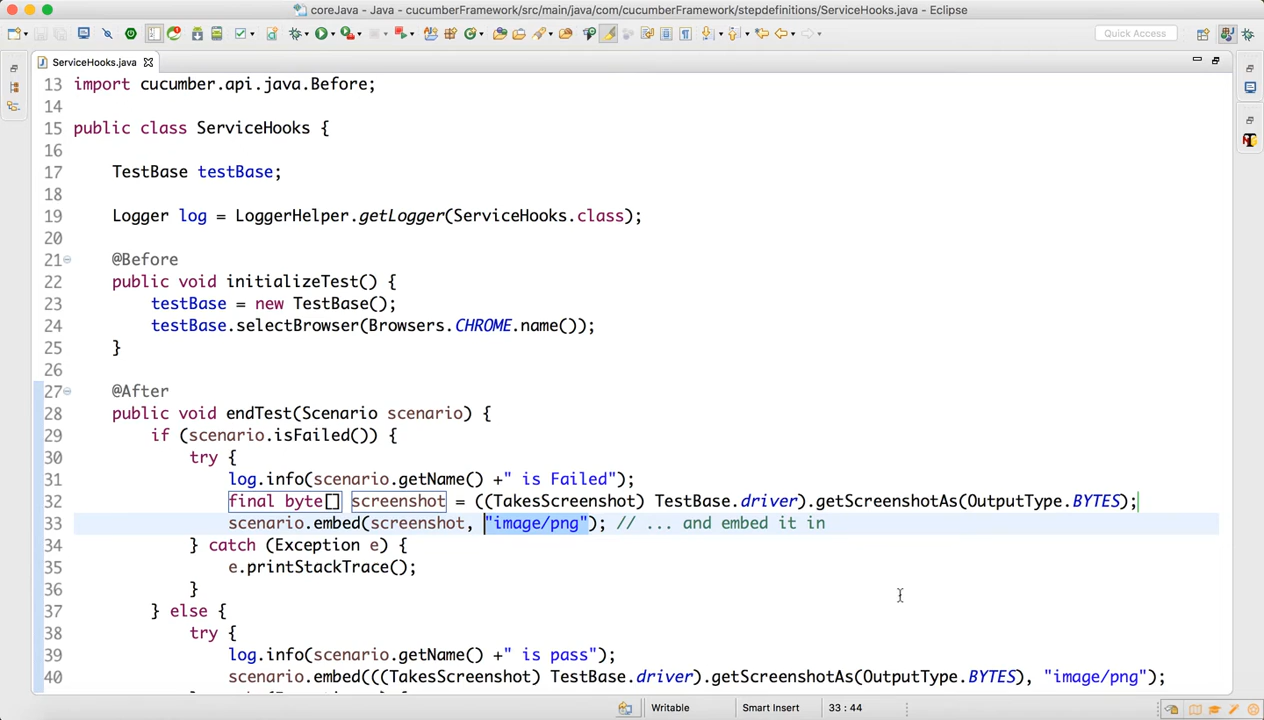 coreJava - Java - cucumberFramework/src/main/java/com/cucumberFramework/stepdefinitions/ServiceHooks.java - Eclipse
Quick Access
ServiceHooks.java
13 import cucumber.api.java.Before;
14
15 public class ServiceHooks {
16
17 TestBase testBase;
18
19 Logger log = LoggerHelper.getLogger(ServiceHooks.class);
20
21 @Before
22 public void initializeTest() {
23 testBase = new TestBase();
24 testBase.selectBrowser(Browsers.CHROME.name());
25 }
26
27 @After
28 public void endTest(Scenario scenario) {
29 if (scenario.isFailed()) {
30 try {
31 log.info(scenario.getName() +" is Failed");
32 final byte[] screenshot = ((TakesScreenshot) TestBase.driver).getScreenshotAs(OutputType.BYTES);
33 scenario.embed(screenshot, "image/png"); // ... and embed it in
34 } catch (Exception e) {
35 e.printStackTrace();
36 }
37 } else {
38 try {
39 log.info(scenario.getName() +" is pass");
40 scenario.embed(((TakesScreenshot) TestBase.driver).getScreenshotAs(OutputType.BYTES), "image/png");
Writable Smart Insert 33 : 44